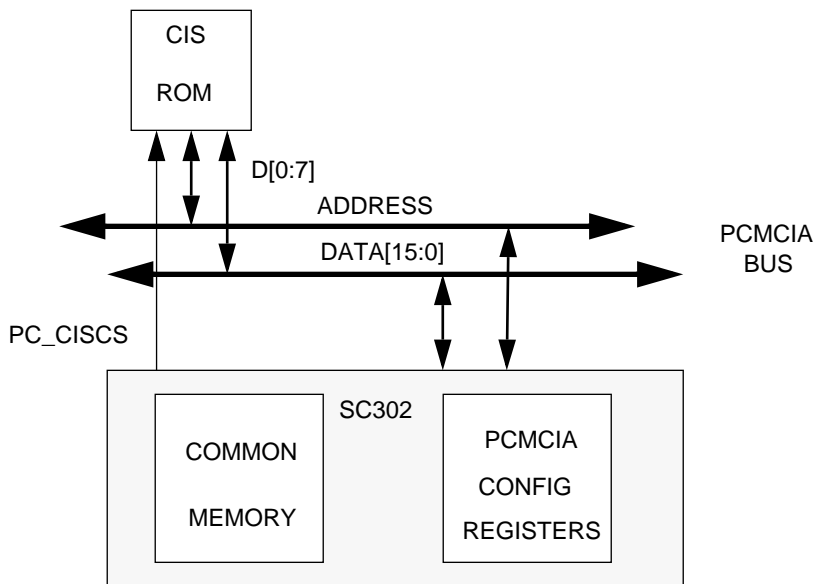 CIS
ROM
D[0:7]
ADDRESS
DATA[15:0]
PCMCIA
BUS
PC_CISCS
SC302
COMMON
MEMORY
PCMCIA
CONFIG
REGISTERS